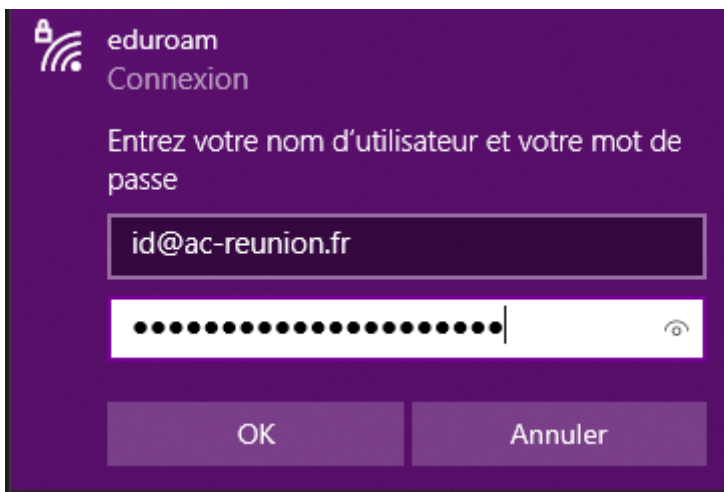 eduroam
Connexion
Entrez votre nom d’utilisateur et votre mot de
passe
id@ac-reunion.fr
●●●●●●●●●●●●●●●●●●●●●
OK Annuler